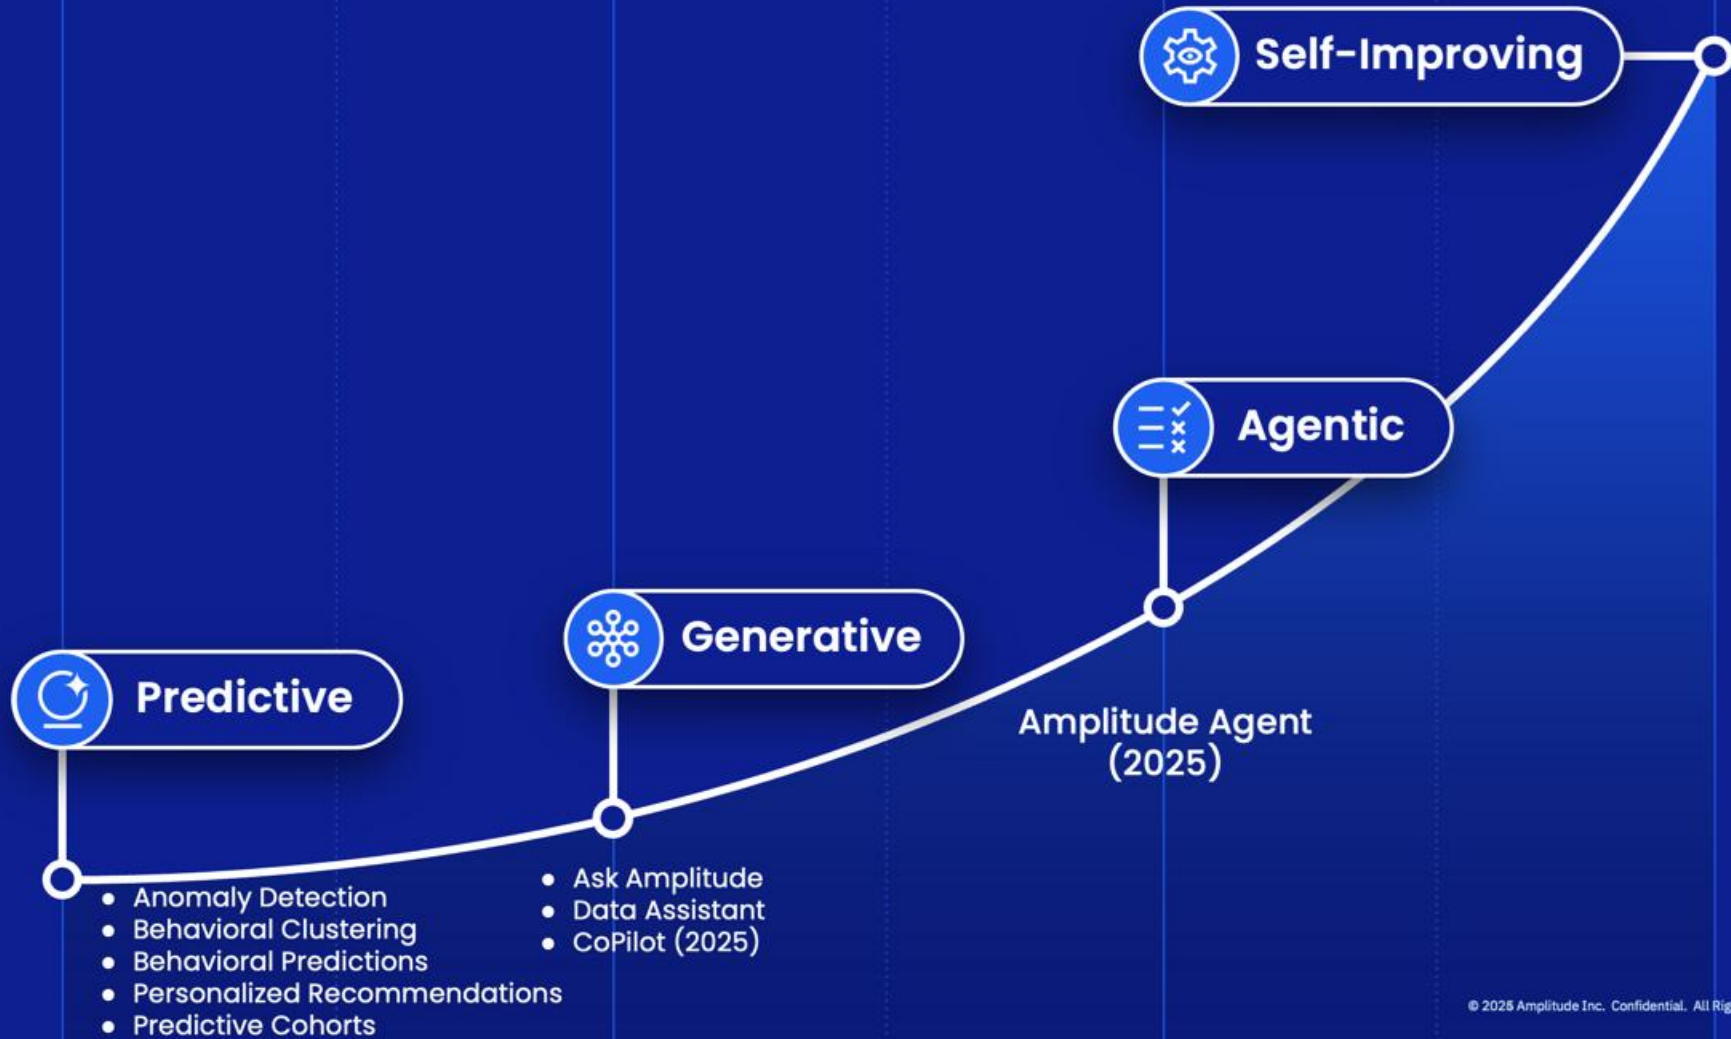 Self-Improving
Agentic
Generative
Predictive
Amplitude Agent
(2025)
● Anomaly Detection
● Behavioral Clustering
● Behavioral Predictions
● Personalized Recommendations
● Predictive Cohorts
● Ask Amplitude
● Data Assistant
● CoPilot (2025)
© 2025 Amplitude Inc. Confidential. All Rig